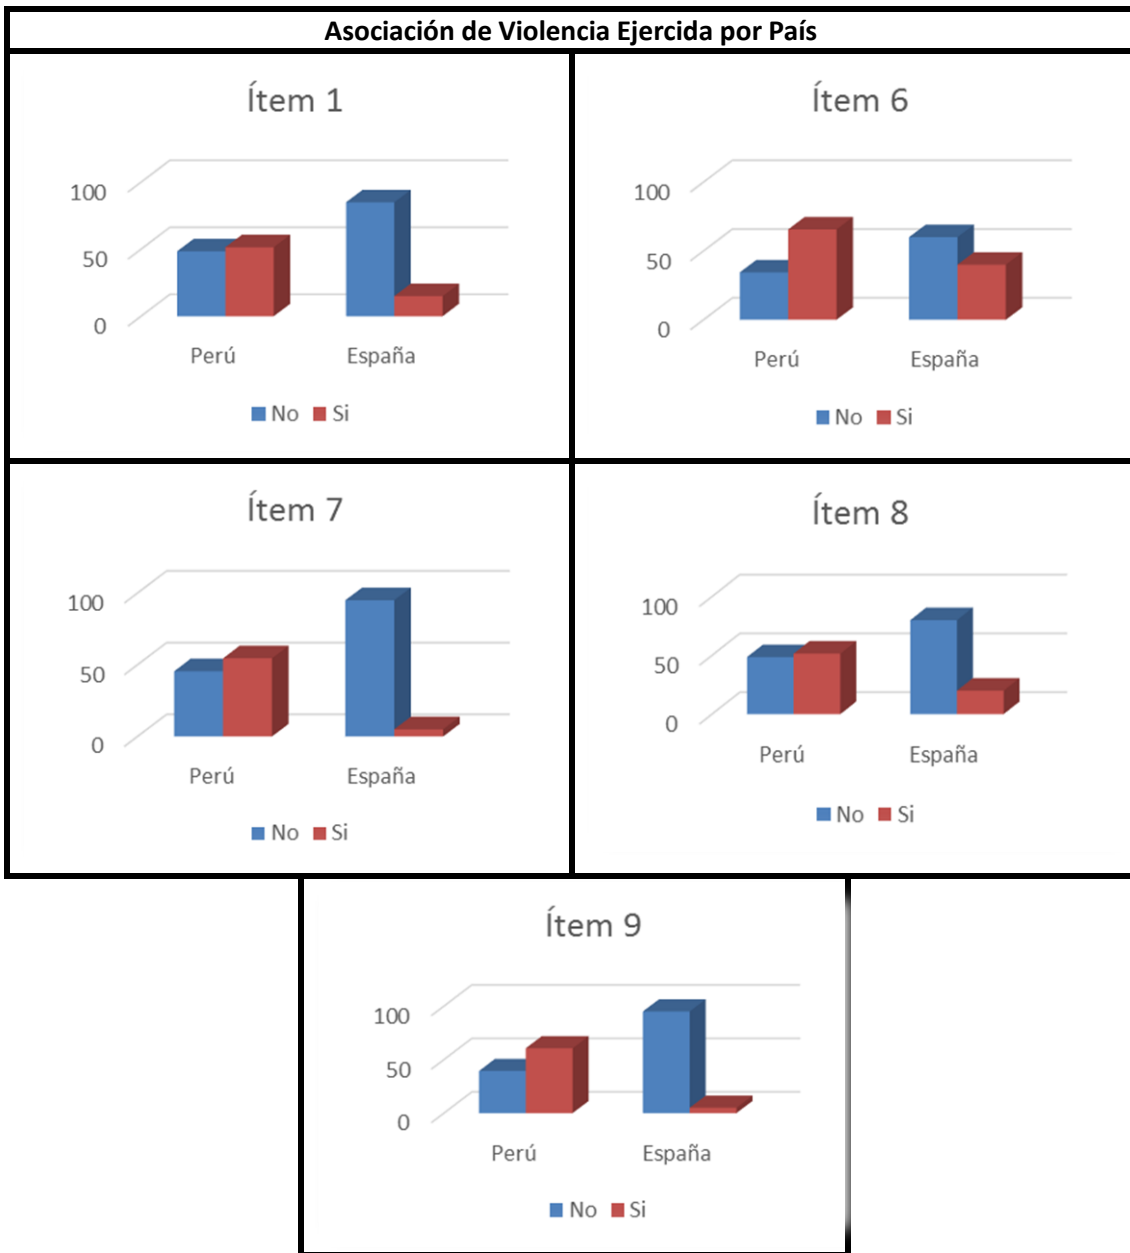 Asociación de Violencia Ejercida por País
Ítem 1
100
50
0
Perú España
No Si
Ítem 6
100
50
0
Perú España
No Si
Ítem 7
100
50
0
Perú España
No Si
Ítem 8
100
50
0
Perú España
No Si
Ítem 9
100
50
0
Perú España
No Si